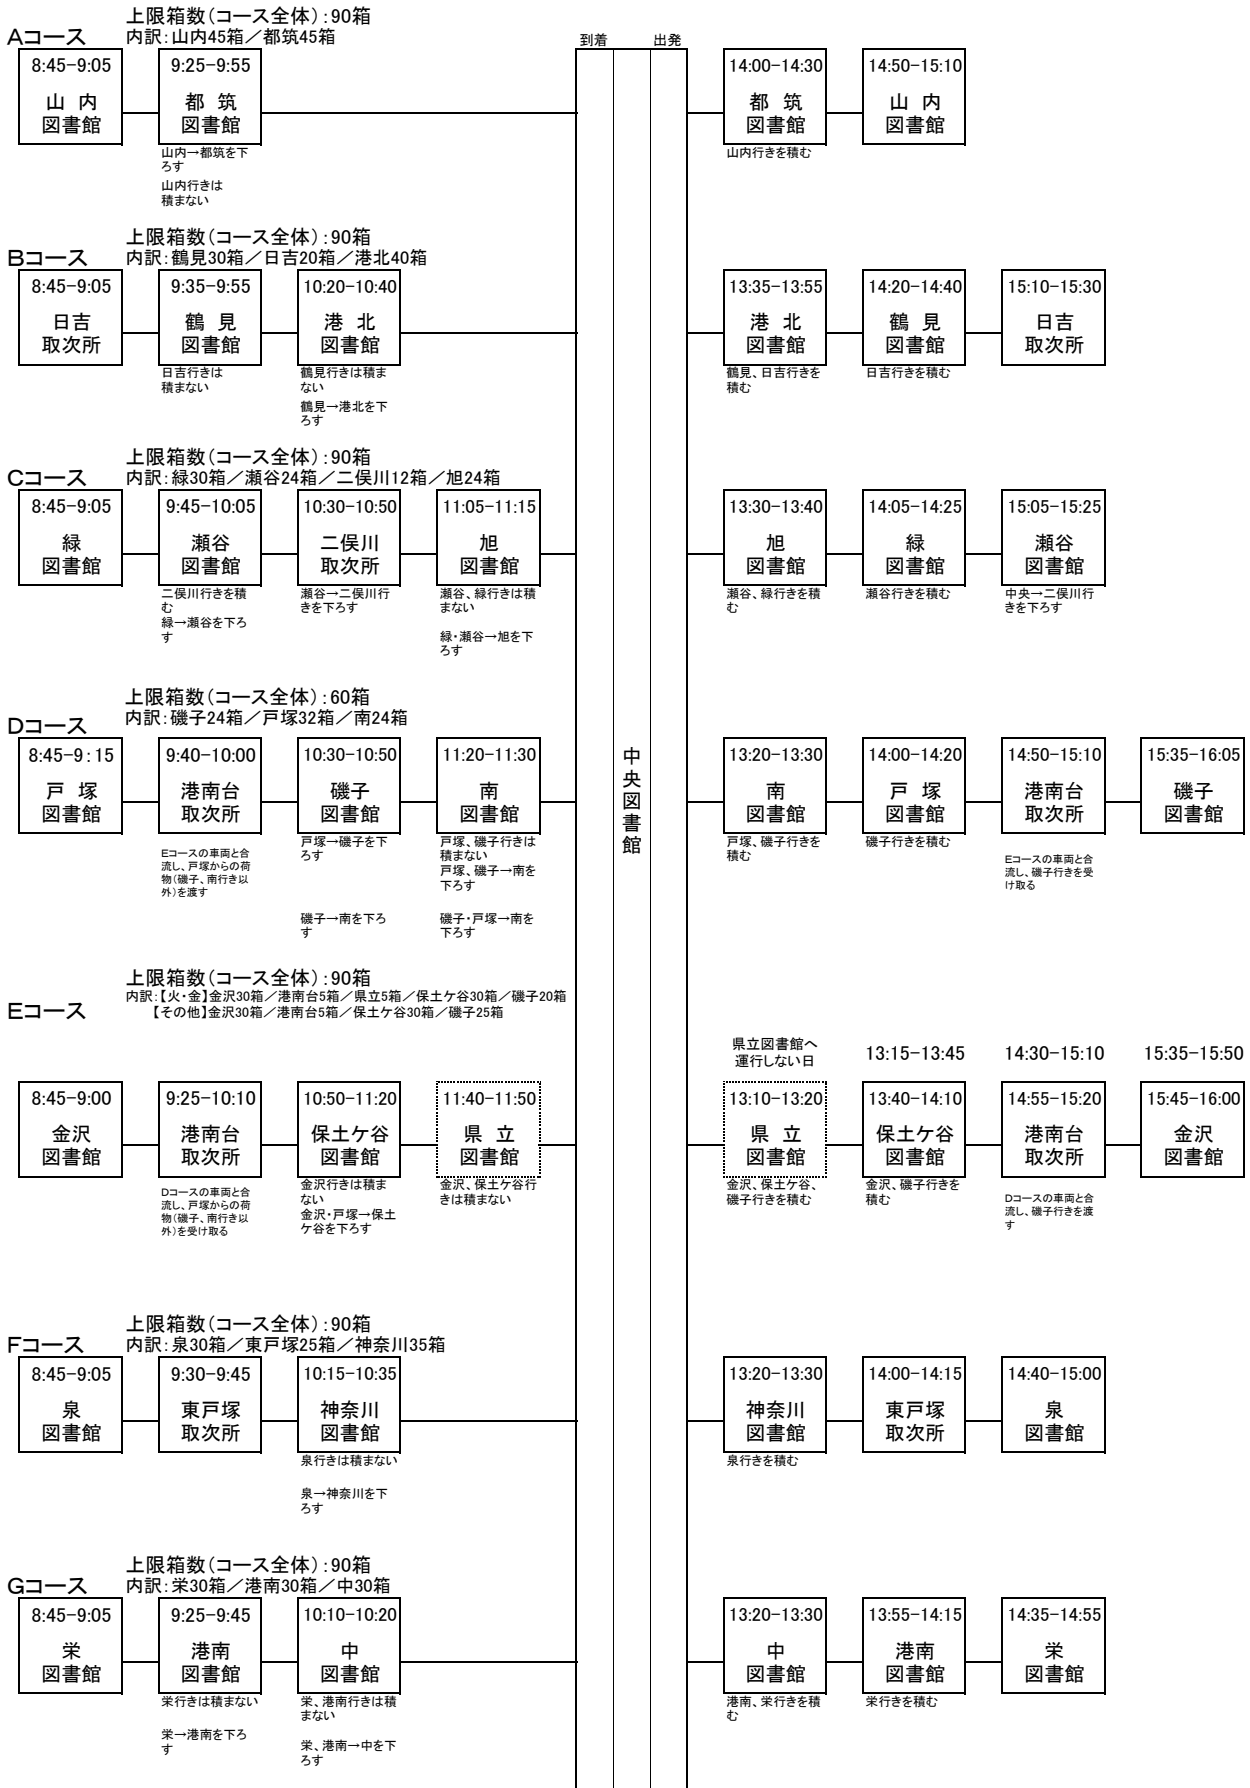 上限箱数(コース全体):90箱
Aコース
内訳:山内45箱／都筑45箱
到着
出発
8:45-9:05
山 内
図書館
9:25-9:55
都 筑
図書館
山内→都筑を下
ろす
山内行きは
積まない
14:00-14:30
都 筑
図書館
山内行きを積む
14:50-15:10
山 内
図書館
上限箱数(コース全体):90箱
Bコース
内訳:鶴見30箱／日吉20箱／港北40箱
8:45-9:05
日吉
取次所
9:35-9:55
鶴 見
図書館
日吉行きは
積まない
10:20-10:40
港 北
図書館
鶴見行きは積ま
ない
鶴見→港北を下
ろす
13:35-13:55
港 北
図書館
鶴見、日吉行きを
積む
14:20-14:40
鶴 見
図書館
日吉行きを積む
15:10-15:30
日吉
取次所
上限箱数(コース全体):90箱
Cコース
内訳:緑30箱／瀬谷24箱／二俣川12箱／旭24箱
8:45-9:05
緑
図書館
9:45-10:05
瀬谷
図書館
二俣川行きを積
む
緑→瀬谷を下ろ
す
10:30-10:50
二俣川
取次所
瀬谷→二俣川行
きを下ろす
11:05-11:15
旭
図書館
瀬谷、緑行きは積
まない
緑・瀬谷→旭を下
ろす
13:30-13:40
旭
図書館
瀬谷、緑行きを積
む
14:05-14:25
緑
図書館
瀬谷行きを積む
15:05-15:25
瀬谷
図書館
中央→二俣川行
きを下ろす
上限箱数(コース全体):60箱
Dコース
内訳:磯子24箱／戸塚32箱／南24箱
8:45-9:15
戸 塚
図書館
9:40-10:00
港南台
取次所
Eコースの車両と合
流し、戸塚からの荷
物(磯子、南行き以
外)を渡す
10:30-10:50
磯子
図書館
戸塚→磯子を下
ろす
磯子→南を下ろ
す
11:20-11:30
南
図書館
戸塚、磯子行きは
積まない
戸塚、磯子→南を
下ろす
磯子・戸塚→南を
下ろす
中央図書館
13:20-13:30
南
図書館
戸塚、磯子行きを
積む
14:00-14:20
戸 塚
図書館
磯子行きを積む
14:50-15:10
港南台
取次所
Eコースの車両と合
流し、磯子行きを受
け取る
15:35-16:05
磯子
図書館
上限箱数(コース全体):90箱
Eコース
内訳:【火・金】金沢30箱／港南台5箱／県立5箱／保土ケ谷30箱／磯子20箱
【その他】金沢30箱／港南台5箱／保土ケ谷30箱／磯子25箱
県立図書館へ
運行しない日
13:15-13:45
14:30-15:10
15:35-15:50
8:45-9:00
金沢
図書館
9:25-10:10
港南台
取次所
Dコースの車両と合
流し、戸塚からの荷
物(磯子、南行き以
外)を受け取る
10:50-11:20
保土ケ谷
図書館
金沢行きは積ま
ない
金沢・戸塚→保土
ケ谷を下ろす
11:40-11:50
県 立
図書館
金沢、保土ケ谷行
きは積まない
13:10-13:20
県 立
図書館
金沢、保土ケ谷、
磯子行きを積む
13:40-14:10
保土ケ谷
図書館
金沢、磯子行きを
積む
14:55-15:20
港南台
取次所
Dコースの車両と合
流し、磯子行きを渡
す
15:45-16:00
金沢
図書館
上限箱数(コース全体):90箱
Fコース
内訳:泉30箱／東戸塚25箱／神奈川35箱
8:45-9:05
泉
図書館
9:30-9:45
東戸塚
取次所
10:15-10:35
神奈川
図書館
泉行きは積まない
泉→神奈川を下
ろす
13:20-13:30
神奈川
図書館
泉行きを積む
14:00-14:15
東戸塚
取次所
14:40-15:00
泉
図書館
上限箱数(コース全体):90箱
Gコース
内訳:栄30箱／港南30箱／中30箱
8:45-9:05
栄
図書館
9:25-9:45
港南
図書館
栄行きは積まない
栄→港南を下ろ
す
10:10-10:20
中
図書館
栄、港南行きは積
まない
栄、港南→中を下
ろす
13:20-13:30
中
図書館
港南、栄行きを積
む
13:55-14:15
港南
図書館
栄行きを積む
14:35-14:55
栄
図書館